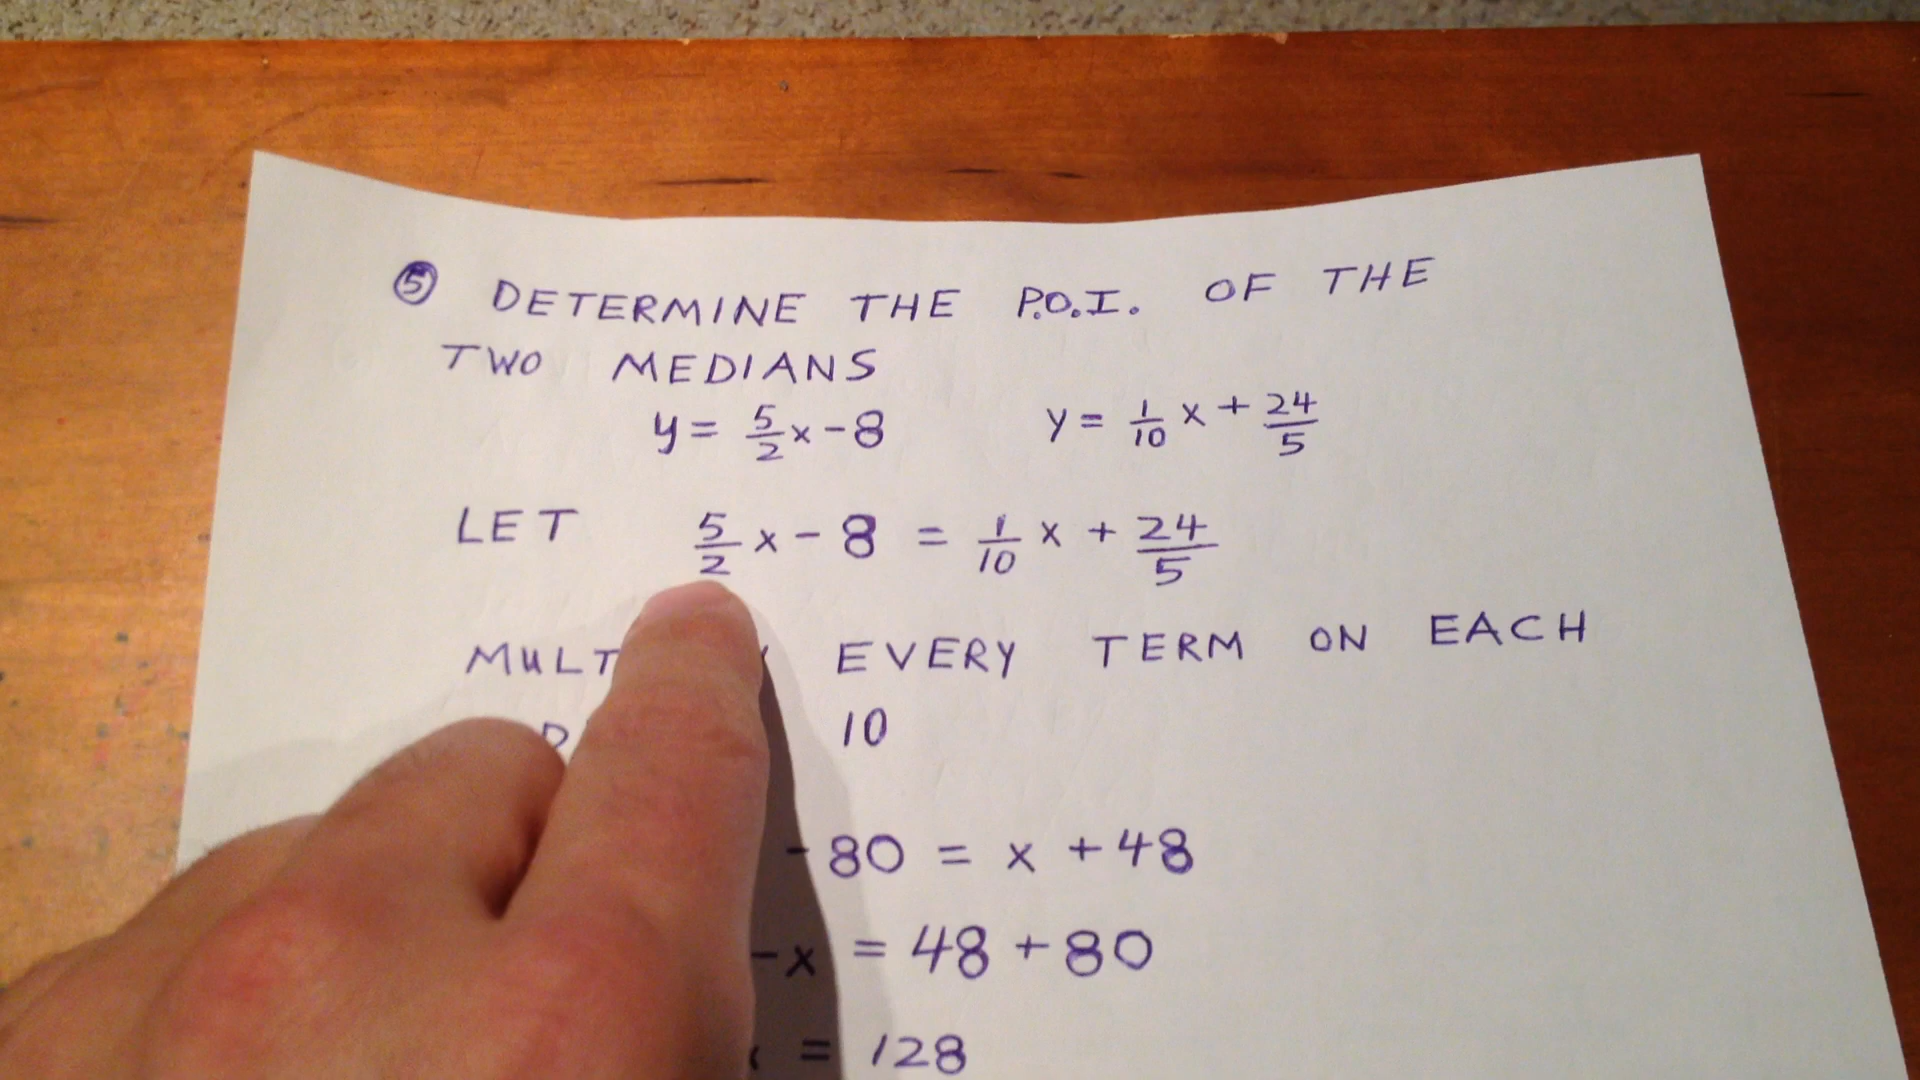 ⑤ DETERMINE THE P.O.I. OF THE
TWO MEDIANS
y = 5/2 x - 8 y = 1/10 x + 24/5
LET 5/2 x - 8 = 1/10 x + 24/5
EVERY TERM ON EACH
10
- 80 = x + 48
- x = 48 + 80
= 128